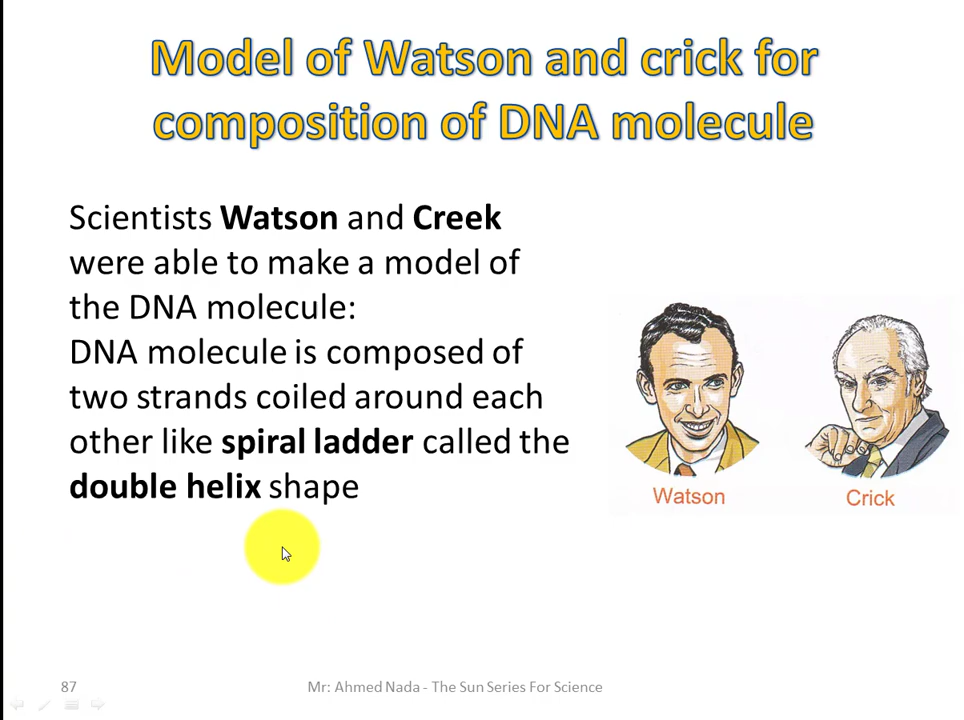 Model of Watson and crick for
composition of DNA molecule
Scientists Watson and Creek
were able to make a model of
the DNA molecule:
DNA molecule is composed of
two strands coiled around each
other like spiral ladder called the
double helix shape
Watson
Crick
87
Mr: Ahmed Nada - The Sun Series For Science